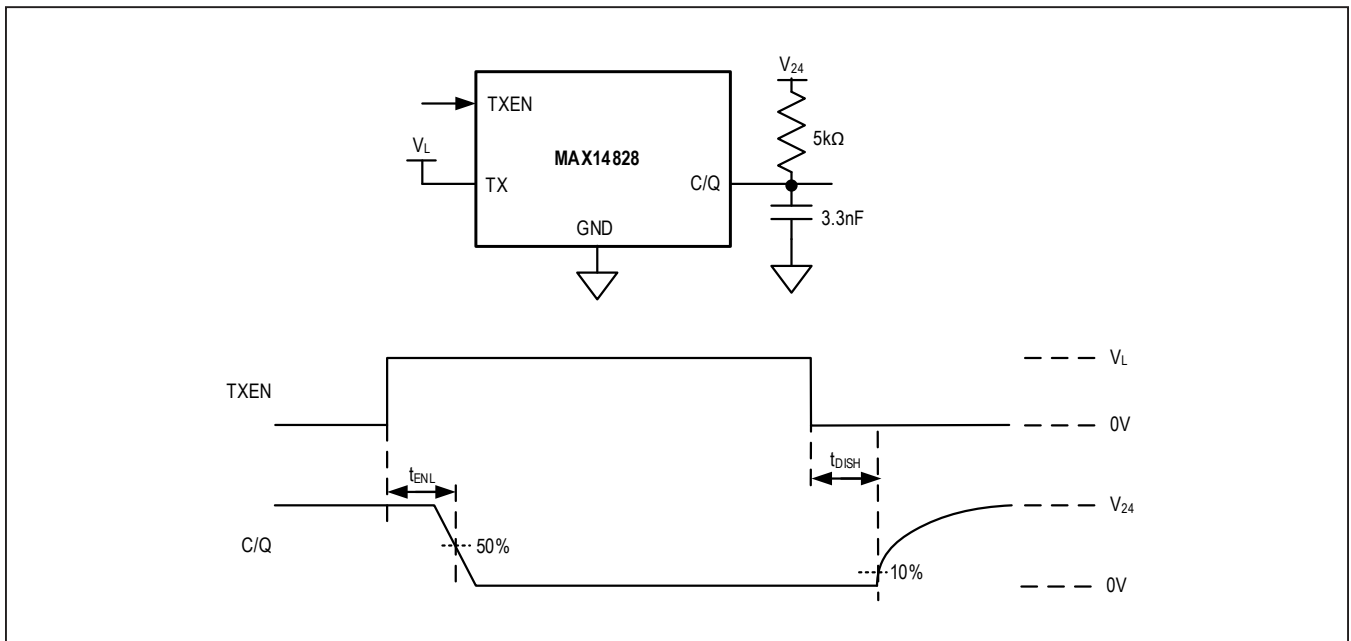 V24
TXEN
5kΩ
VL
MAX14828
TX
C/Q
3.3nF
GND
VL
TXEN
0V
tENL
tDISH
V24
C/Q
50%
10%
0V